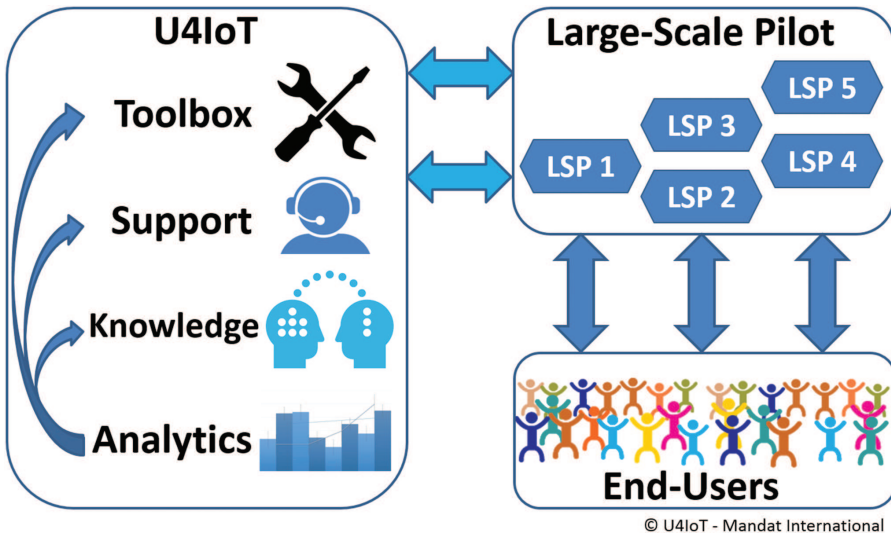 U4IoT
Toolbox
Support
Knowledge
Analytics
Large-Scale Pilot
LSP 5
LSP 3
LSP 1
LSP 4
LSP 2
End-Users
© U4IoT - Mandat International